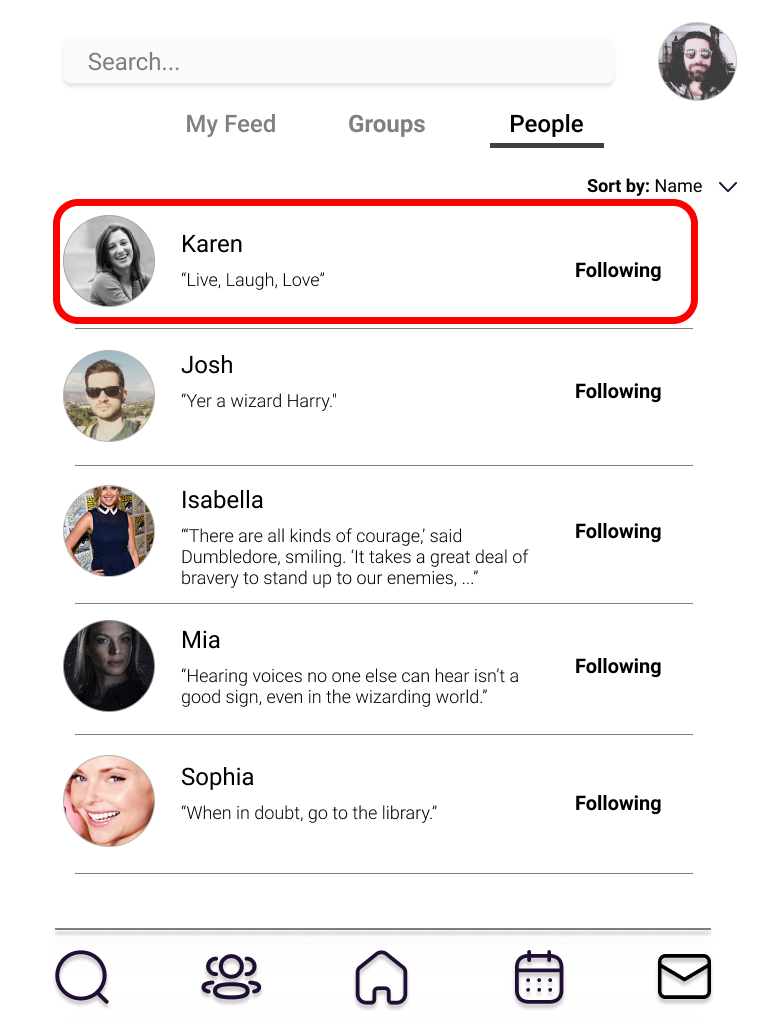 Search...
My Feed Groups People
Sort by: Name
Karen
“Live, Laugh, Love”
Following
Josh
“Yer a wizard Harry."
Following
Isabella
“‘There are all kinds of courage,’ said
Dumbledore, smiling. ‘It takes a great deal of
bravery to stand up to our enemies, ...”
Following
Mia
“Hearing voices no one else can hear isn’t a
good sign, even in the wizarding world.”
Following
Sophia
“When in doubt, go to the library.”
Following